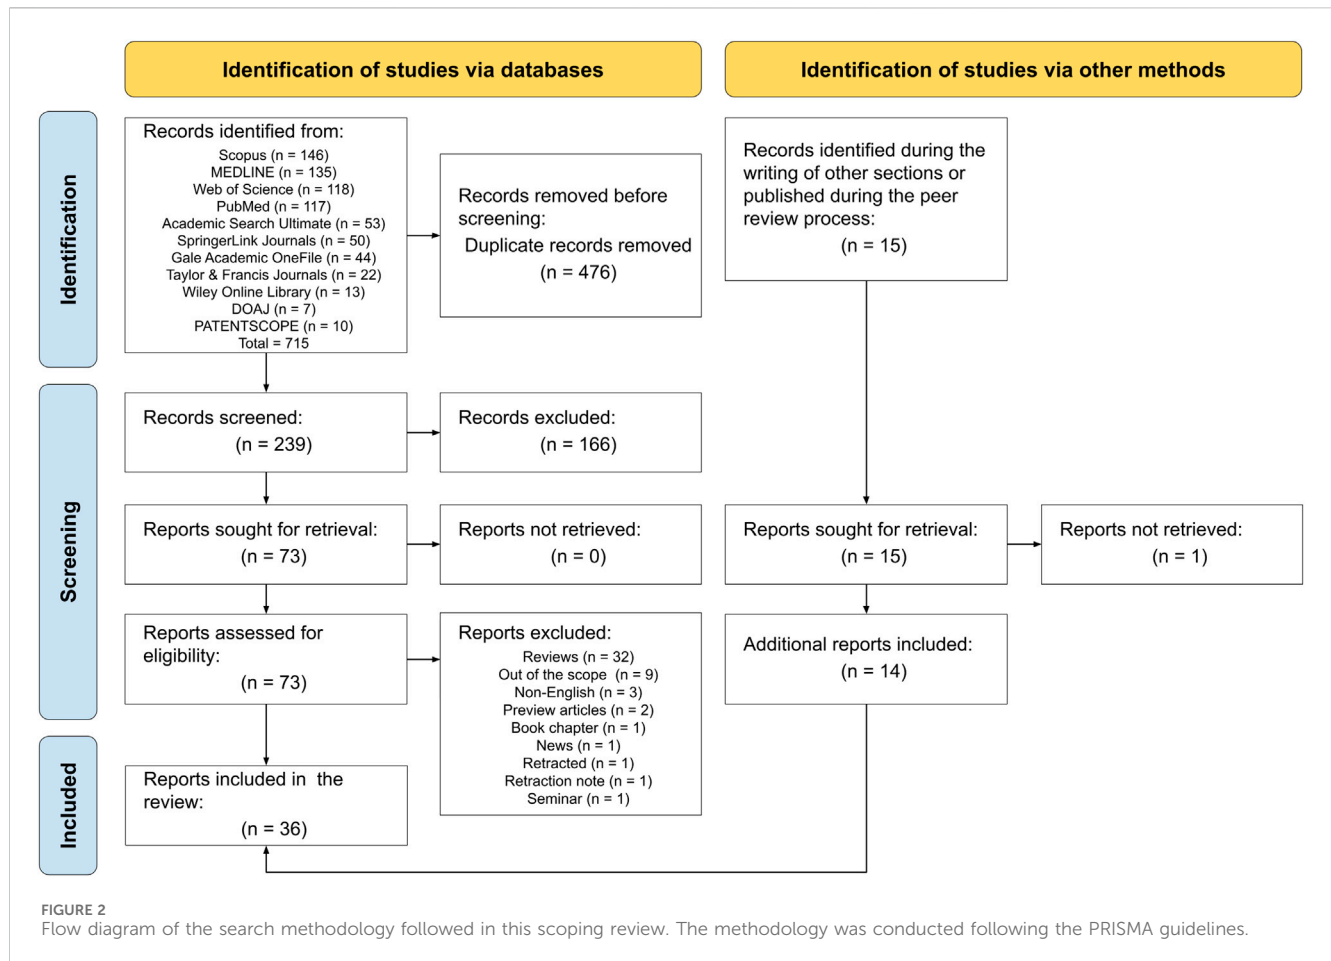 Identification of studies via databases
Identification of studies via other methods
Identification
Records identified from:
Scopus (n = 146)
MEDLINE (n = 135)
Web of Science (n = 118)
PubMed (n = 117)
Academic Search Ultimate (n = 53)
SpringerLink Journals (n = 50)
Gale Academic OneFile (n = 44)
Taylor & Francis Journals (n = 22)
Wiley Online Library (n = 13)
DOAJ (n = 7)
PATENTSCOPE (n = 10)
Total = 715
Records removed before
screening:
Duplicate records removed
(n = 476)
Records identified during the
writing of other sections or
published during the peer
review process:
(n = 15)
Screening
Records screened:
(n = 239)
Records excluded:
(n = 166)
Reports sought for retrieval:
(n = 73)
Reports not retrieved:
(n = 0)
Reports sought for retrieval:
(n = 15)
Reports not retrieved:
(n = 1)
Reports assessed for
eligibility:
(n = 73)
Reports excluded:
Reviews (n = 32)
Out of the scope (n = 9)
Non-English (n = 3)
Preview articles (n = 2)
Book chapter (n = 1)
News (n = 1)
Retracted (n = 1)
Retraction note (n = 1)
Seminar (n = 1)
Additional reports included:
(n = 14)
Included
Reports included in the
review:
(n = 36)
FIGURE 2
Flow diagram of the search methodology followed in this scoping review. The methodology was conducted following the PRISMA guidelines.